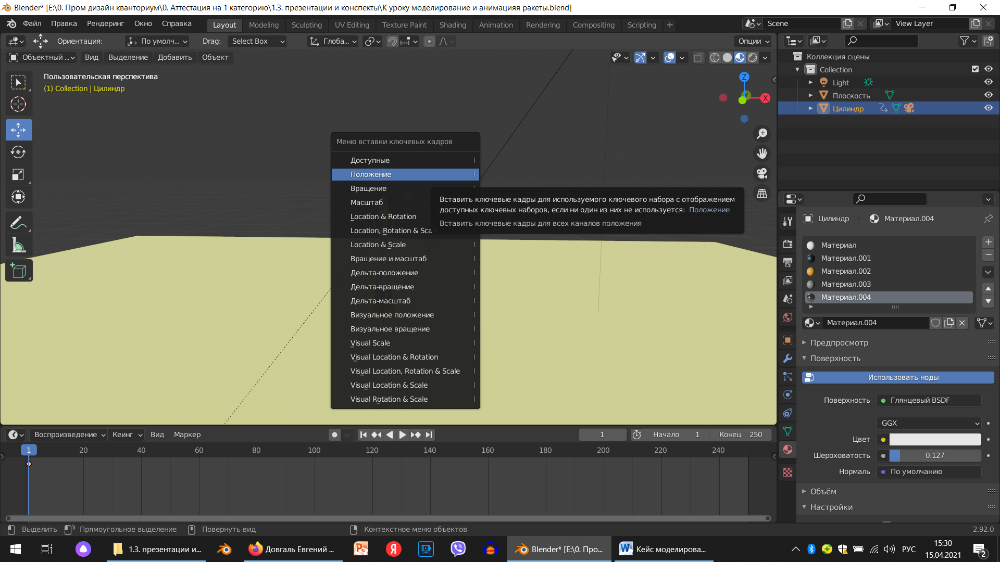 Blender* [E:\0. Пром дизайн кванториум\0. Аттестация на 1 категорию\1.3. презентации и конспекты\К уроку моделирование и анимацияя ракеты.blend]
Файл Правка Рендеринг Окно Справка Layout Modeling Sculpting UV Editing Texture Paint Shading Animation Rendering Compositing Scripting + Scene View Layer
Ориентация: По умолч... Drag: Select Box Глоба... Опции
Объектный ... Вид Выделение Добавить Объект
Пользовательская перспектива
(1) Collection | Цилиндр
Z
Y
X
Коллекция сцены
Collection
Light
Плоскость
Цилиндр
Меню вставки ключевых кадров
Доступные I
Положение I
Вращение
Масштаб
Location & Rotation
Location, Rotation & Scale
Location & Scale I
Вращение и масштаб I
Дельта-положение I
Дельта-вращение I
Дельта-масштаб I
Визуальное положение I
Визуальное вращение I
Visual Scale I
Visual Location & Rotation I
Visual Location, Rotation & Scale I
Visual Location & Scale I
Visual Rotation & Scale I
Вставить ключевые кадры для используемого ключевого набора с отображением
доступных ключевых наборов, если ни один из них не используется: Положение
Вставить ключевые кадры для всех каналов положения
Цилиндр Материал.004
Материал
Материал.001
Материал.002
Материал.003
Материал.004
Материал.004
Предпросмотр
Поверхность
Использовать ноды
Поверхность Глянцевый BSDF
GGX
Цвет
Шероховатость 0.127
Нормаль По умолчанию
Объём
Настройки
Воспроизведение Кеинг Вид Маркер 1 Начало 1 Конец 250
1 20 40 60 80 100 120 140 160 180 200 220 240
Выделить Прямоугольное выделение Повернуть вид Контекстное меню объектов 2.92.0
1.3. презентации и... Довгаль Евгений ... Blender* [E:\0. Про... Кейс моделирова... РУС 15:30
15.04.2021
2